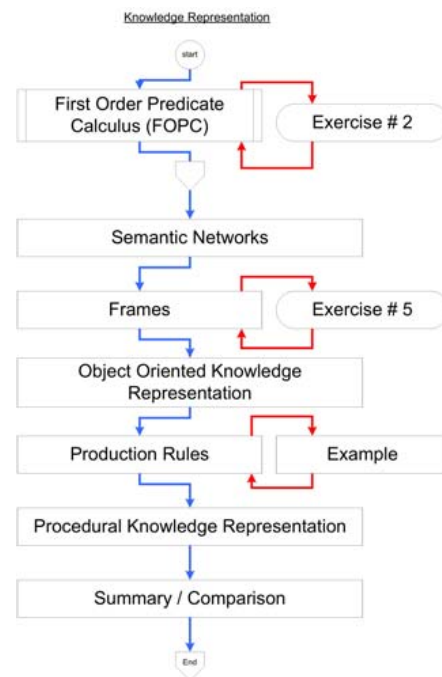 Knowledge Representation
start
First Order Predicate
Calculus (FOPC)
Exercise # 2
Semantic Networks
Frames
Exercise # 5
Object Oriented Knowledge
Representation
Production Rules
Example
Procedural Knowledge Representation
Summary / Comparison
End